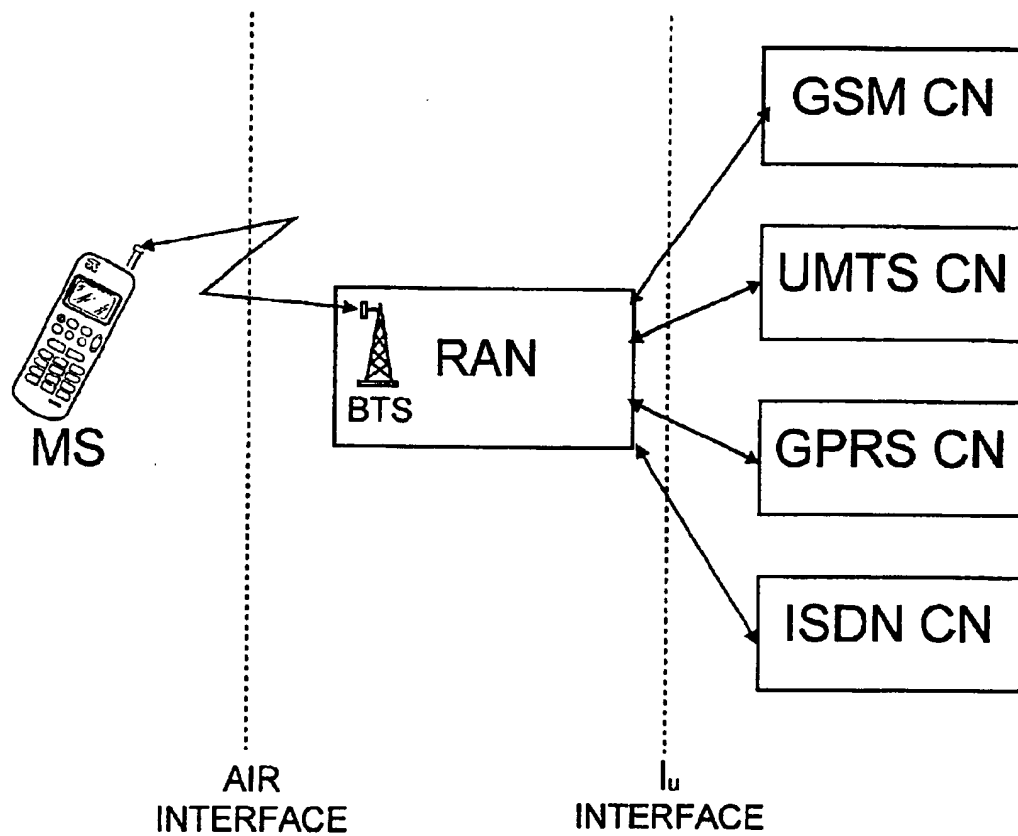 GSM CN
UMTS CN
RAN
BTS
MS
GPRS CN
ISDN CN
AIR
INTERFACE
Iu
INTERFACE